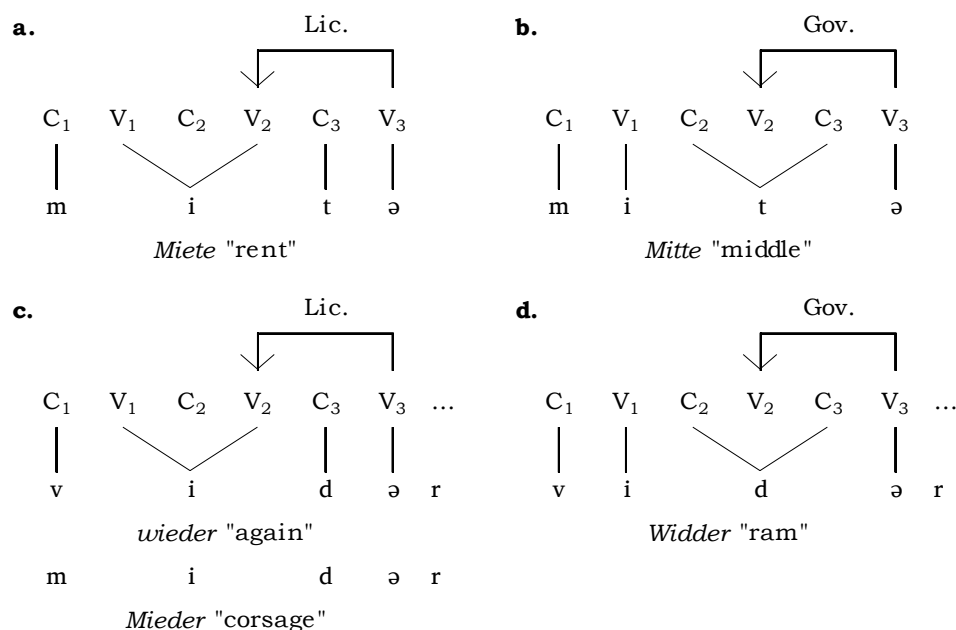 a. Lic.
C₁ V₁ C₂ V₂ C₃ V₃
m i t ə
Miete "rent"
b. Gov.
C₁ V₁ C₂ V₂ C₃ V₃
m i t ə
Mitte "middle"
c. Lic.
C₁ V₁ C₂ V₂ C₃ V₃ ...
v i d ə r
wieder "again"
m i d ə r
Mieder "corsage"
d. Gov.
C₁ V₁ C₂ V₂ C₃ V₃ ...
v i d ə r
Widder "ram"